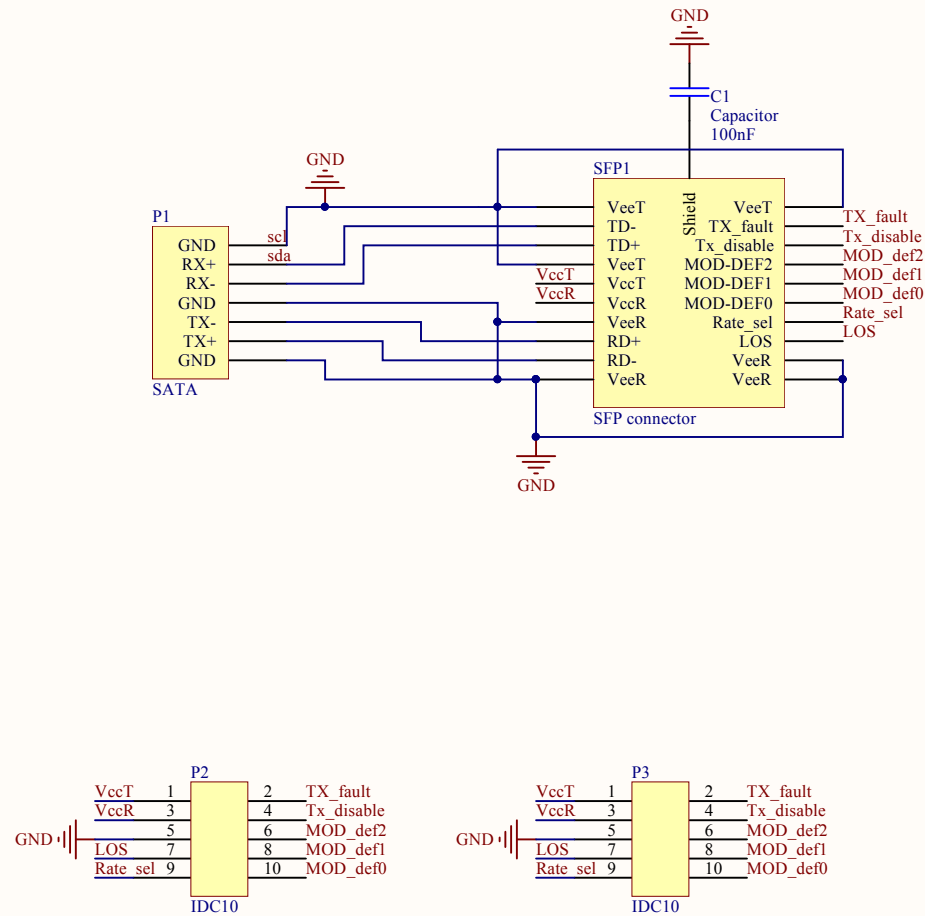 GND
C1
Capacitor
100nF
GND
SFP1
P1
Shield
VeeT VeeT
TD- TX_fault TX_fault
scl
GND TD+ Tx_disable Tx_disable
sda
RX+ VeeT MOD-DEF2 MOD_def2
RX- VccT VccT MOD-DEF1 MOD_def1
GND VccR VccR MOD-DEF0 MOD_def0
TX- VeeR Rate_sel Rate_sel
TX+ RD+ LOS LOS
GND RD- VeeR
VeeR VeeR
SATA
SFP connector
GND
P2
VccT 1 2 TX_fault
VccR 3 4 Tx_disable
GND 5 6 MOD_def2
LOS 7 8 MOD_def1
Rate_sel 9 10 MOD_def0
IDC10
P3
VccT 1 2 TX_fault
VccR 3 4 Tx_disable
GND 5 6 MOD_def2
LOS 7 8 MOD_def1
Rate_sel 9 10 MOD_def0
IDC10